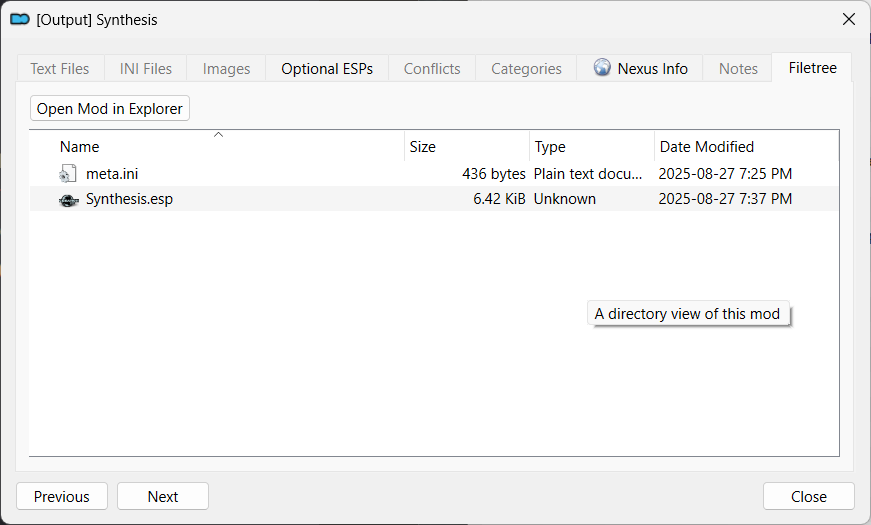 [Output] Synthesis
Text Files INI Files Images Optional ESPs Conflicts Categories Nexus Info Notes Filetree
Open Mod in Explorer
Name Size Type Date Modified
meta.ini 436 bytes Plain text docu... 2025-08-27 7:25 PM
Synthesis.esp 6.42 KiB Unknown 2025-08-27 7:37 PM
A directory view of this mod
Previous Next Close